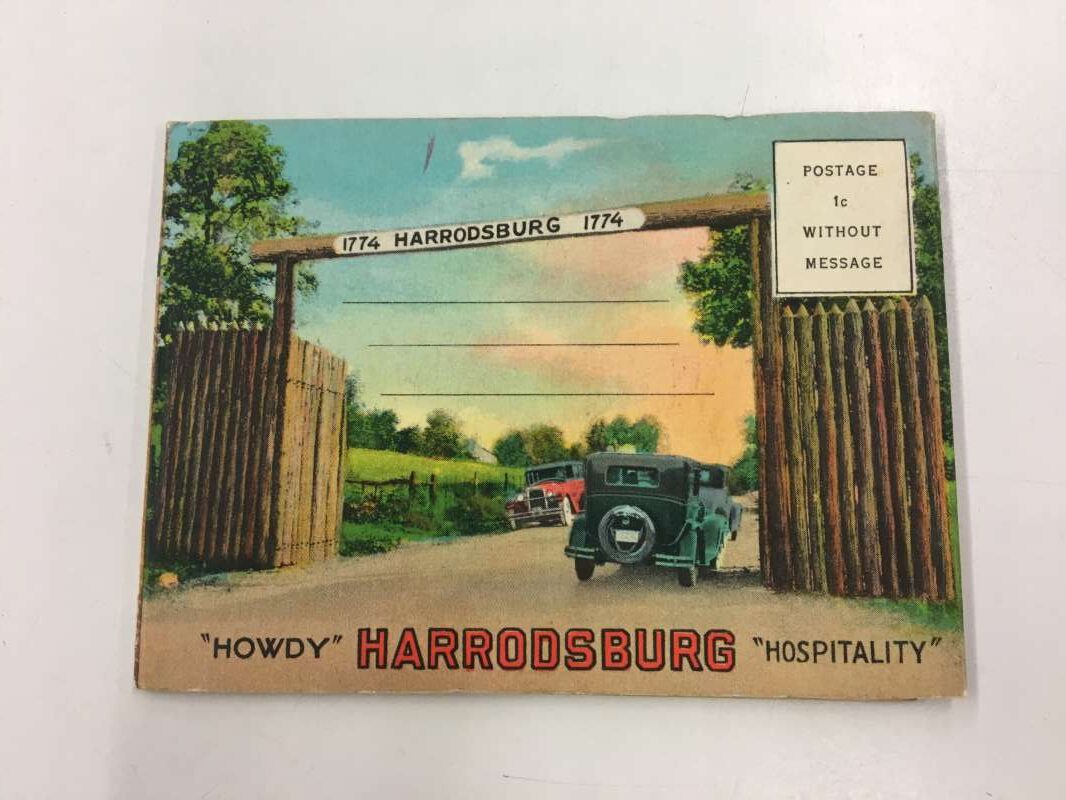 POSTAGE
1c
WITHOUT
MESSAGE
1774 HARRODSBURG 1774
"HOWDY" HARRODSBURG "HOSPITALITY"